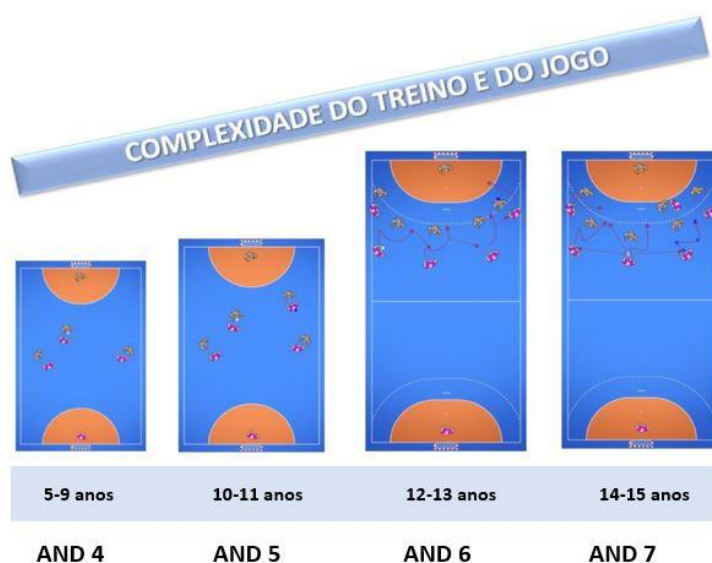 COMPLEXIDADE DO TREINO E DO JOGO
5-9 anos 10-11 anos 12-13 anos 14-15 anos
AND 4 AND 5 AND 6 AND 7